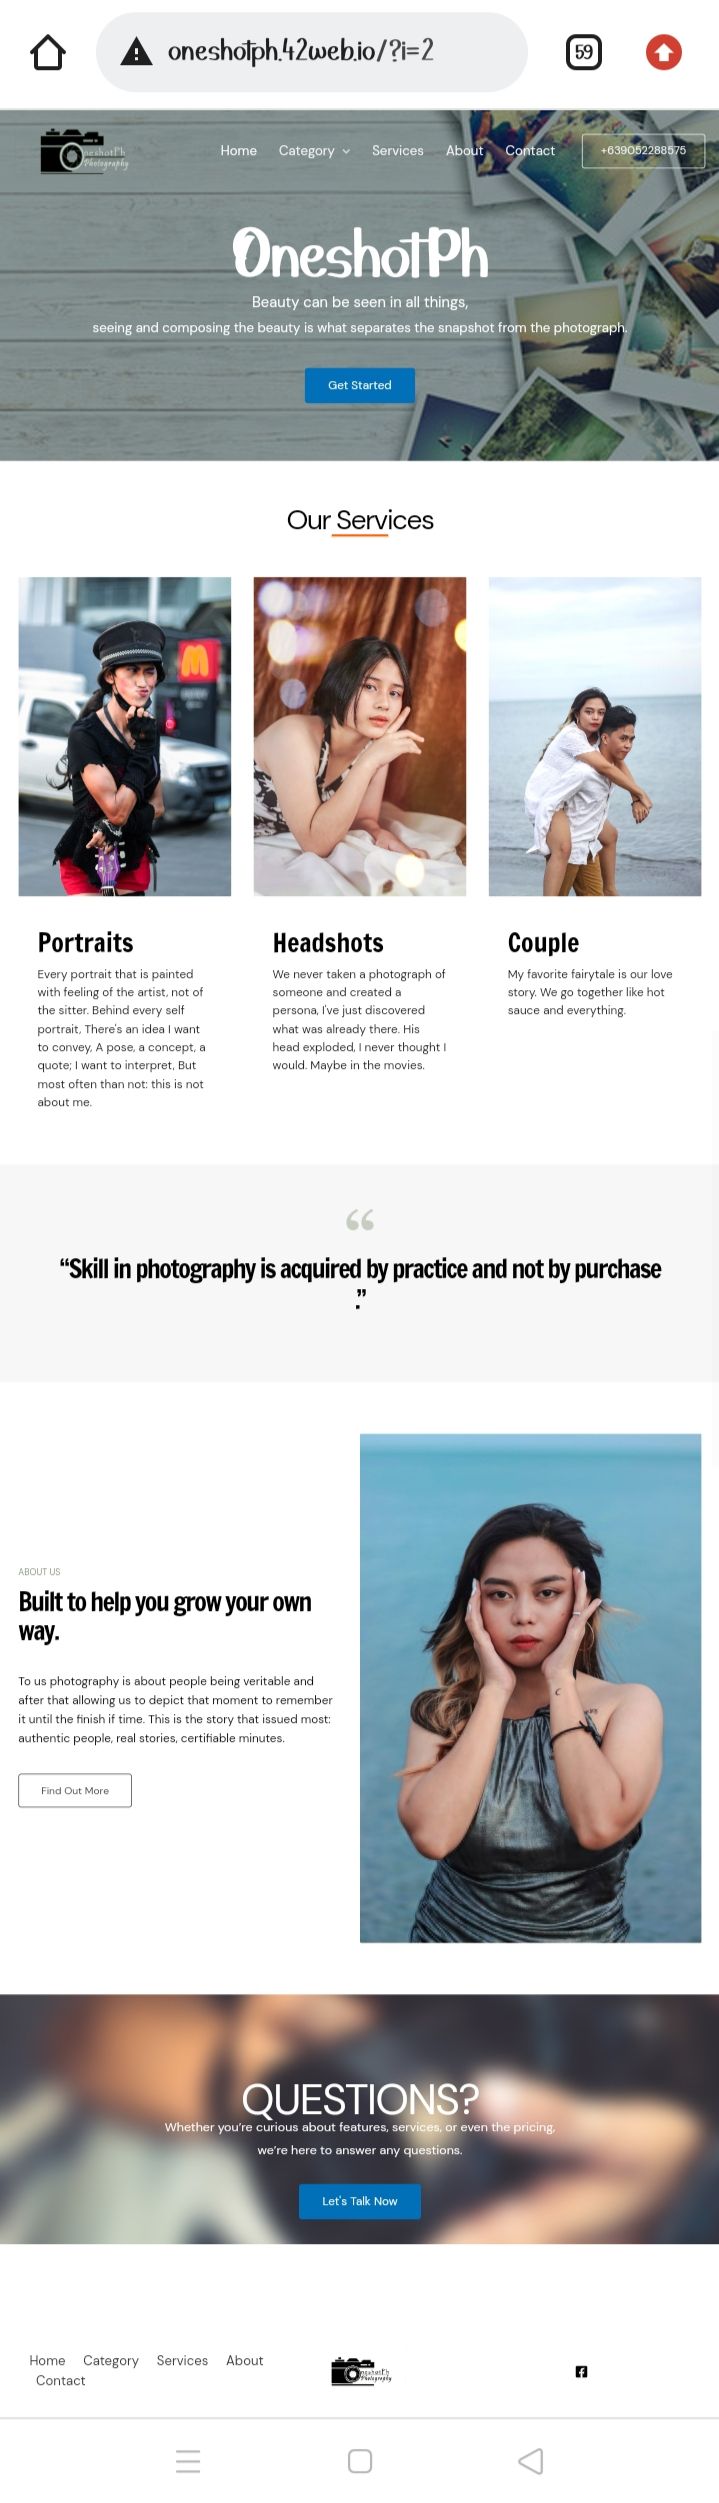 oneshotph.42web.io/?i=2
59
OneshotPh
Photography
Home Category Services About Contact +639052288575
OneshotPh
Beauty can be seen in all things,
seeing and composing the beauty is what separates the snapshot from the photograph.
Get Started
Our Services
Portraits
Every portrait that is painted
with feeling of the artist, not of
the sitter. Behind every self
portrait, There's an idea I want
to convey, A pose, a concept, a
quote; I want to interpret, But
most often than not: this is not
about me.
Headshots
We never taken a photograph of
someone and created a
persona, I've just discovered
what was already there. His
head exploded, I never thought I
would. Maybe in the movies.
Couple
My favorite fairytale is our love
story. We go together like hot
sauce and everything.
“
“Skill in photography is acquired by practice and not by purchase
.”
ABOUT US
Built to help you grow your own
way.
To us photography is about people being veritable and
after that allowing us to depict that moment to remember
it until the finish if time. This is the story that issued most:
authentic people, real stories, certifiable minutes.
Find Out More
QUESTIONS?
Whether you’re curious about features, services, or even the pricing,
we’re here to answer any questions.
Let's Talk Now
Home Category Services About
Contact
OneshotPh
Photography